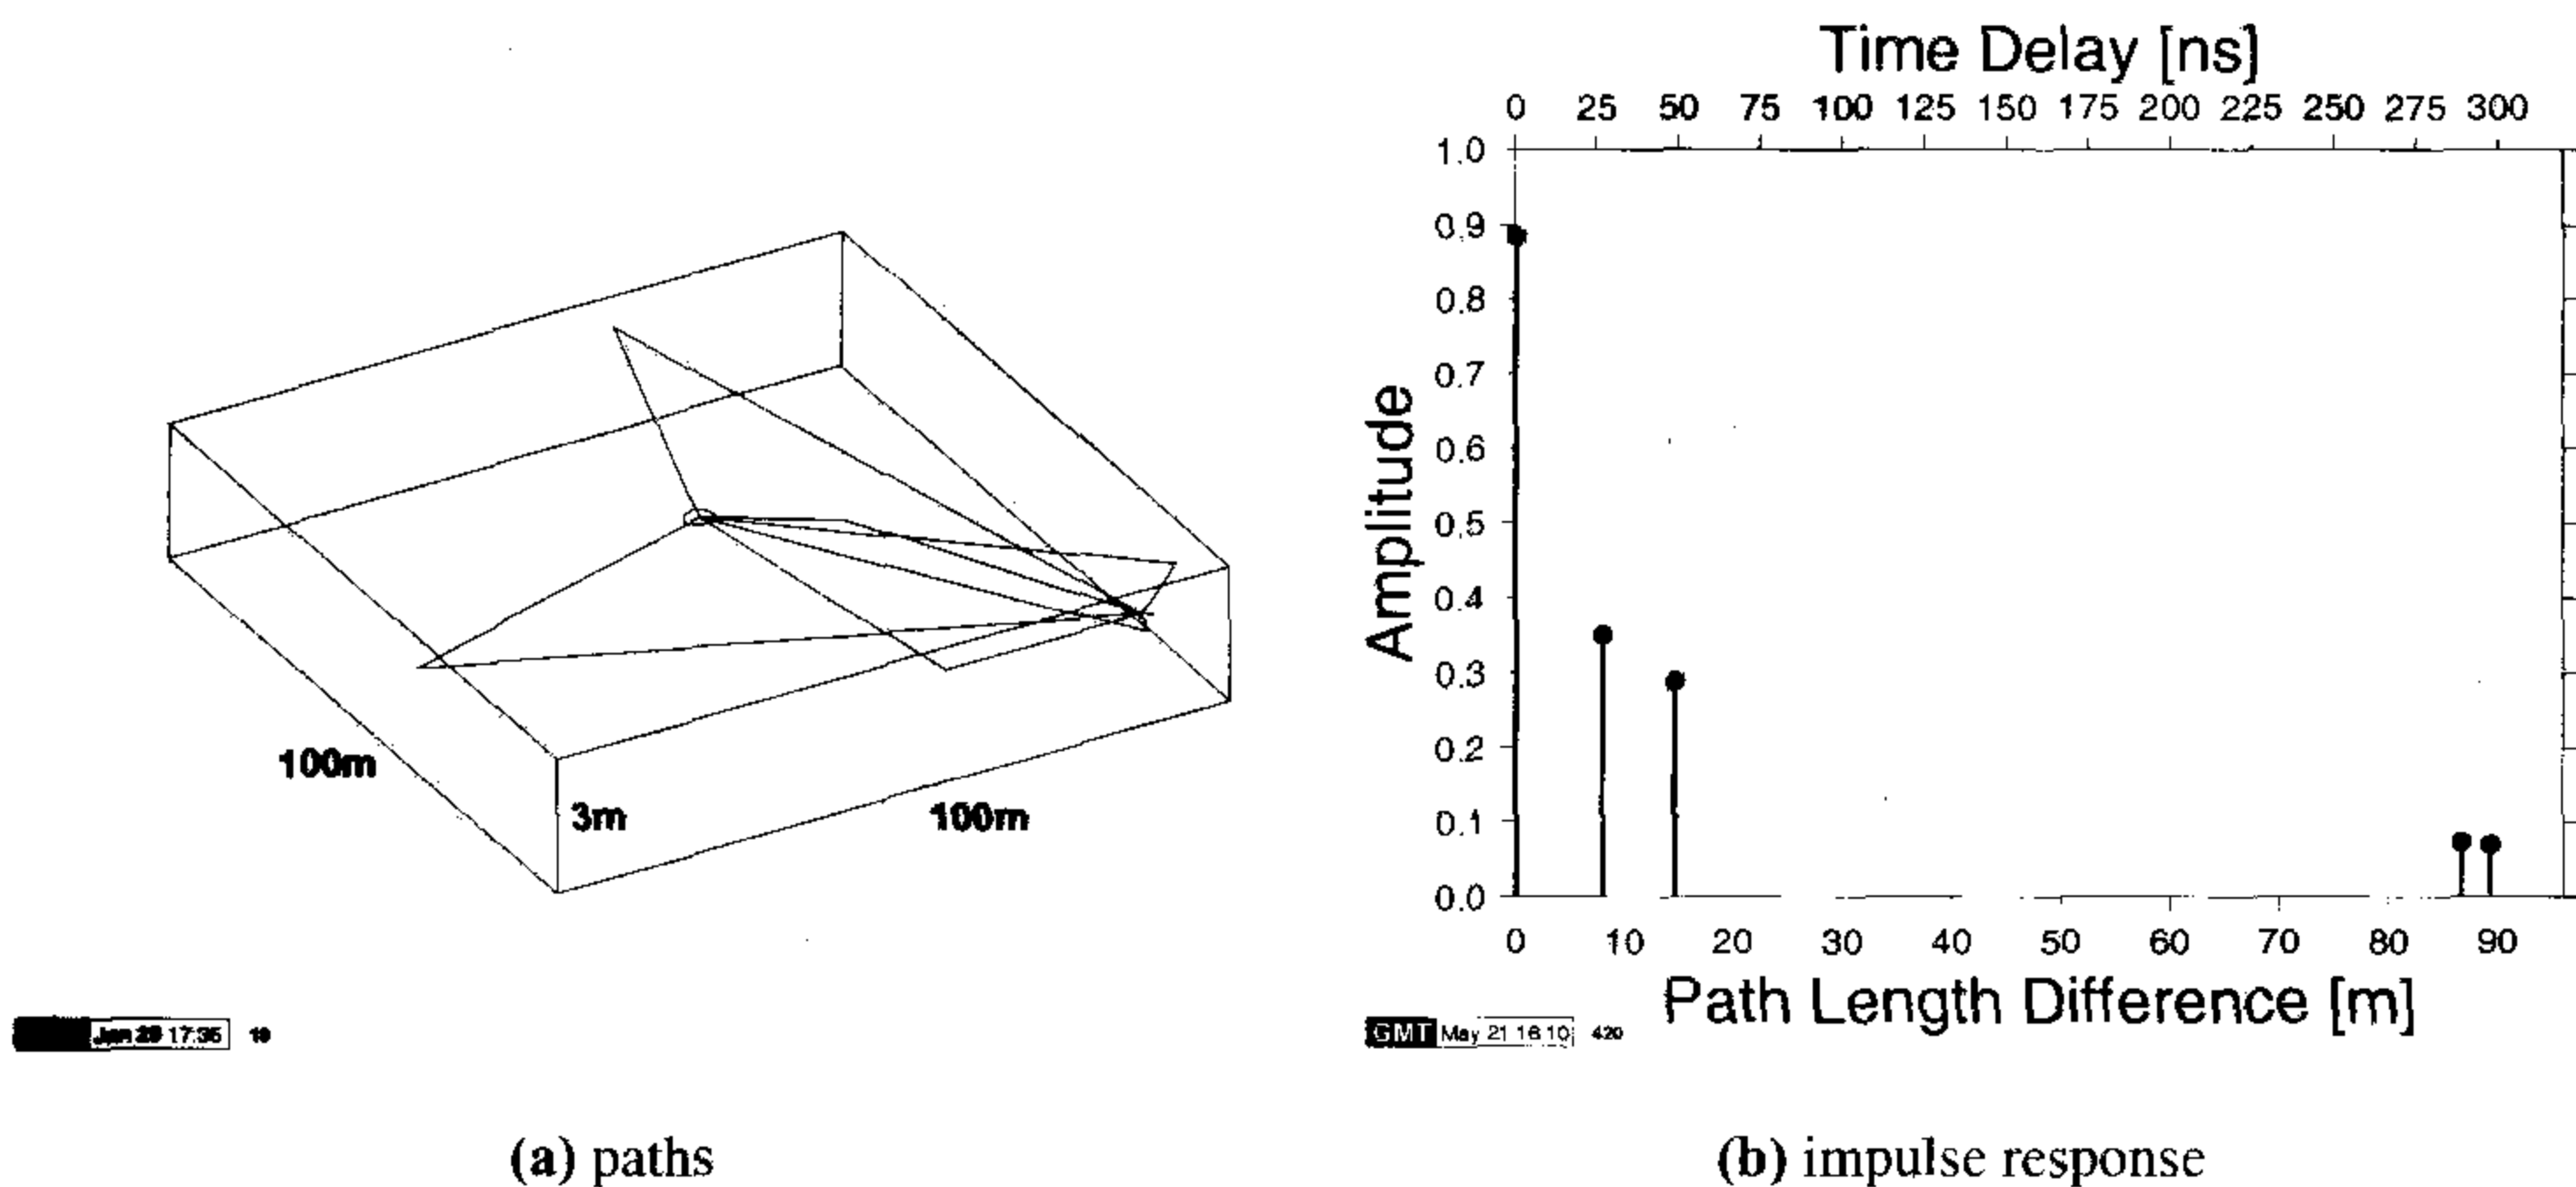 Time Delay [ns]
0 25 50 75 100 125 150 175 200 225 250 275 300
1.0
0.9
0.8
0.7
0.6
0.5
0.4
0.3
0.2
0.1
0.0
Amplitude
0 10 20 30 40 50 60 70 80 90
Path Length Difference [m]
100m
3m
100m
Jan 28 17:35 19
GMT May 21 16 10 420
(a) paths
(b) impulse response